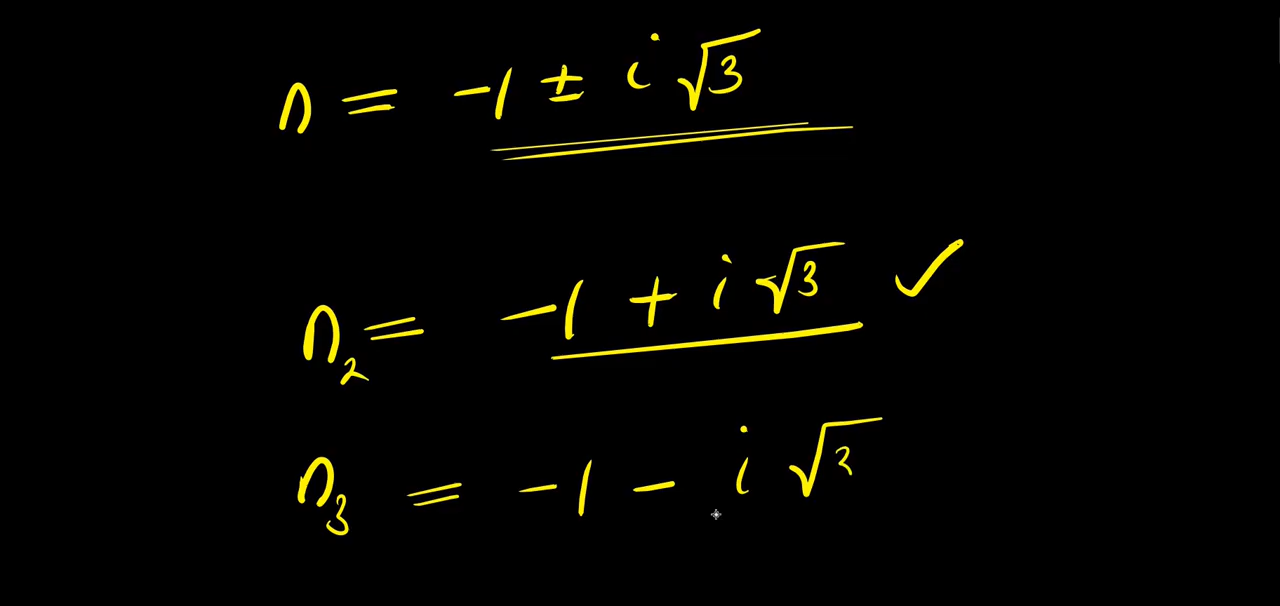 n = -1 ± i √3
n₂ = -1 + i √3 ✓
n₃ = -1 - i √3